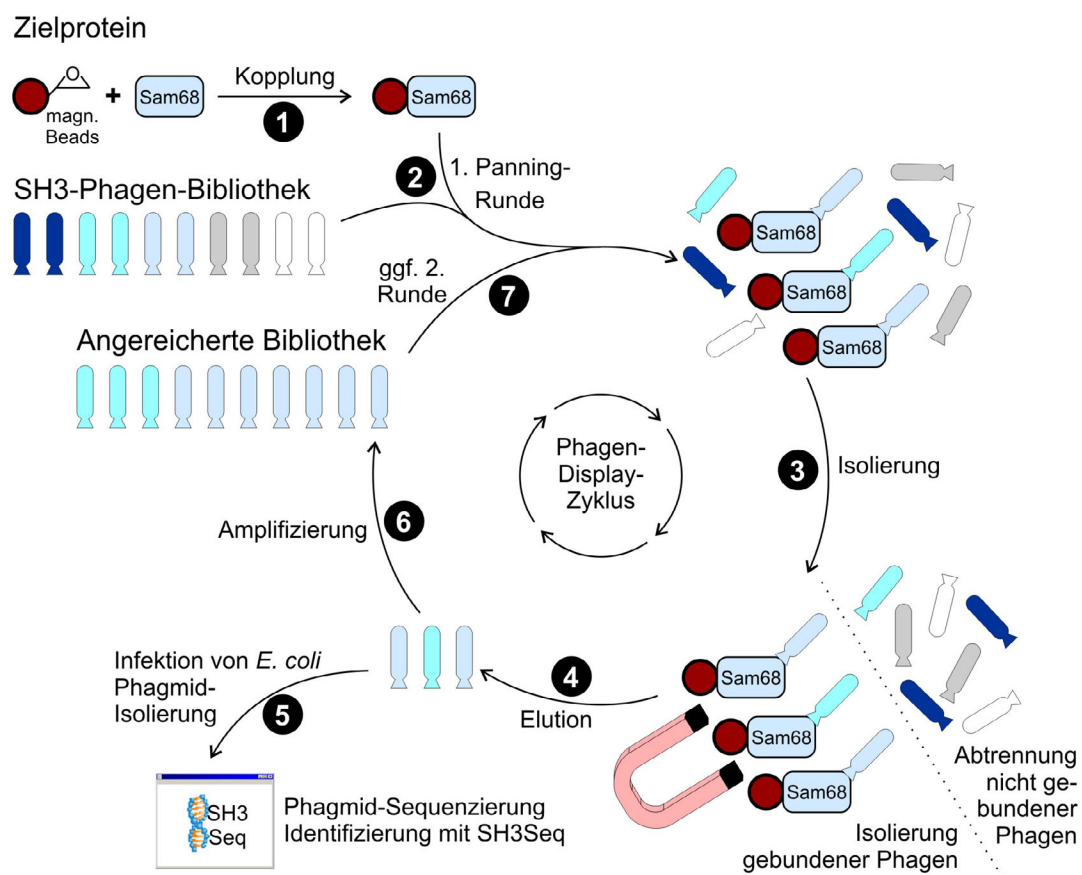 Zielprotein
magn.
Beads
+
Sam68
Kopplung
1
Sam68
SH3-Phagen-Bibliothek
2
1. Panning-
Runde
ggf. 2.
Runde
7
Sam68
Sam68
Sam68
Angereicherte Bibliothek
Phagen-
Display-
Zyklus
3
Isolierung
Amplifizierung
6
Infektion von E. coli
Phagmid-
Isolierung
5
4
Elution
Sam68
Sam68
Sam68
Abtrennung
nicht ge-
bundener
Phagen
Isolierung
gebundener Phagen
SH3
Seq
Phagmid-Sequenzierung
Identifizierung mit SH3Seq